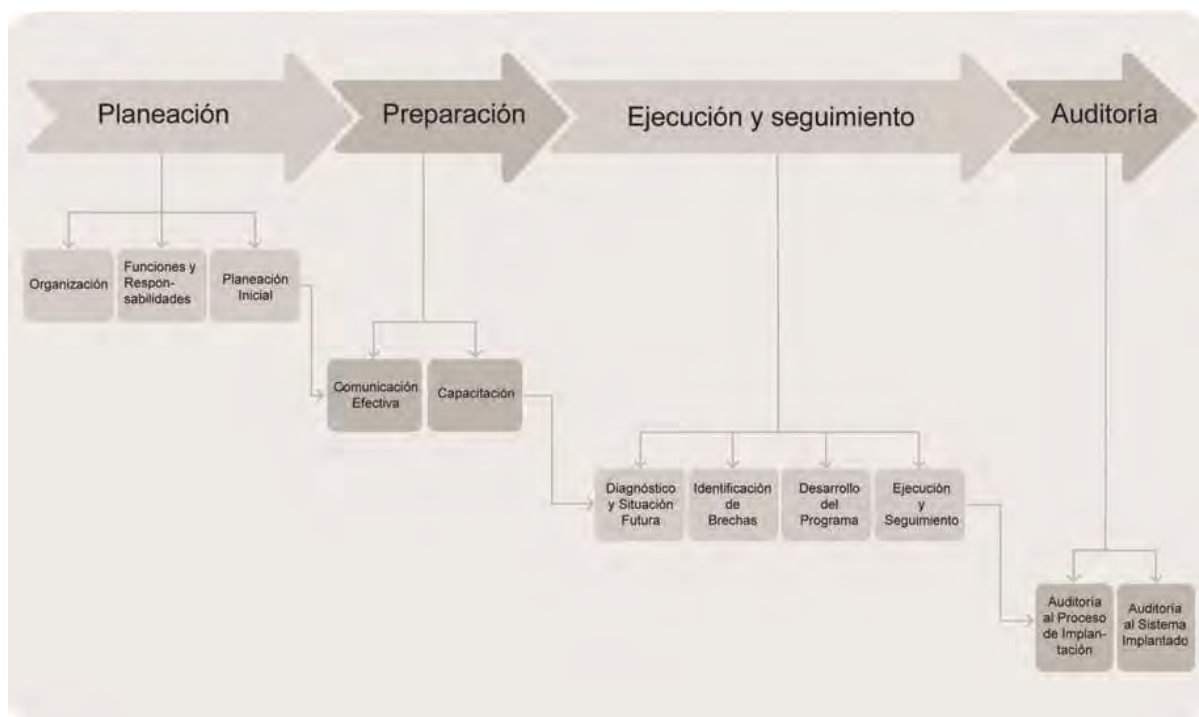 Planeación
Preparación
Ejecución y seguimiento
Auditoría
Organización
Funciones y
Respon-
sabilidades
Planeación
Inicial
Comunicación
Efectiva
Capacitación
Diagnóstico
y Situación
Futura
Identificación
de
Brechas
Desarrollo
del
Programa
Ejecución
y
Seguimiento
Auditoría
al Proceso
de Implan-
tación
Auditoría
al Sistema
Implantado